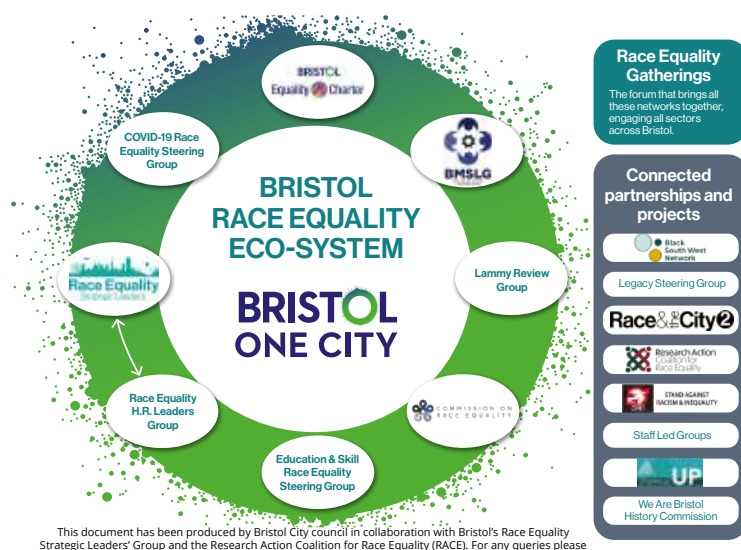 BRISTOL
Equality Charter
COVID-19 Race
Equality Steering
Group
BMSLG
BRISTOL
RACE EQUALITY
ECO-SYSTEM
BRISTOL
ONE CITY
Race Equality
Strategic Leaders
Lammy Review
Group
Race Equality
H.R. Leaders
Group
COMMISSION ON
RACE EQUALITY
Education & Skill
Race Equality
Steering Group
Race Equality
Gatherings
The forum that brings all
these networks together,
engaging all sectors
across Bristol.
Connected
partnerships and
projects
Black
South West
Network
Legacy Steering Group
Race & the City 2
Research Action
Coalition for
Race Equality
STAND AGAINST
RACISM & INEQUALITY
Staff Led Groups
UP
We Are Bristol
History Commission
This document has been produced by Bristol City council in collaboration with Bristol's Race Equality
Strategic Leaders' Group and the Research Action Coalition for Race Equality (RACE). For any queries please